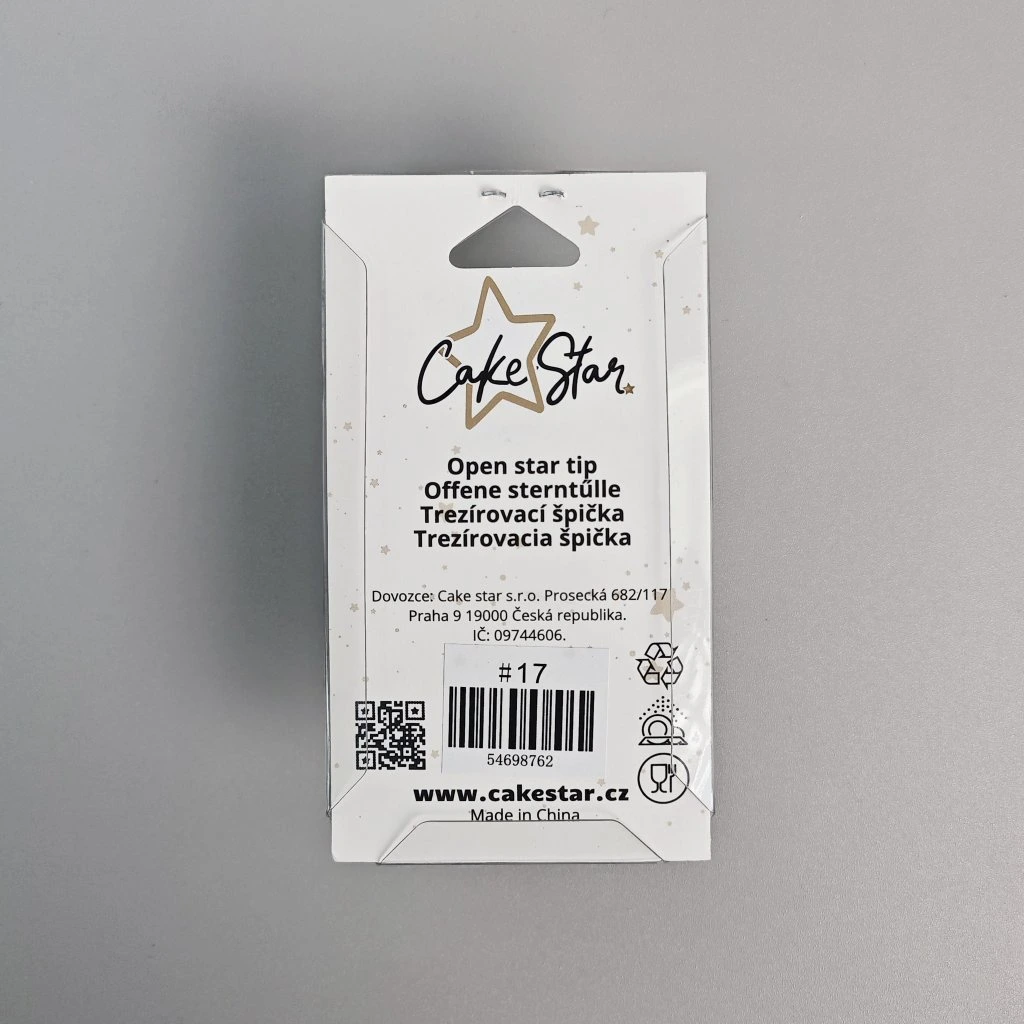 Cake Star
Open star tip
Offene sterntűlle
Trezírovací špička
Trezírovacia špička
Dovozce: Cake star s.r.o. Prosecká 682/117
Praha 9 19000 Česká republika.
IČ: 09744606.
#17
54698762
www.cakestar.cz
Made in China